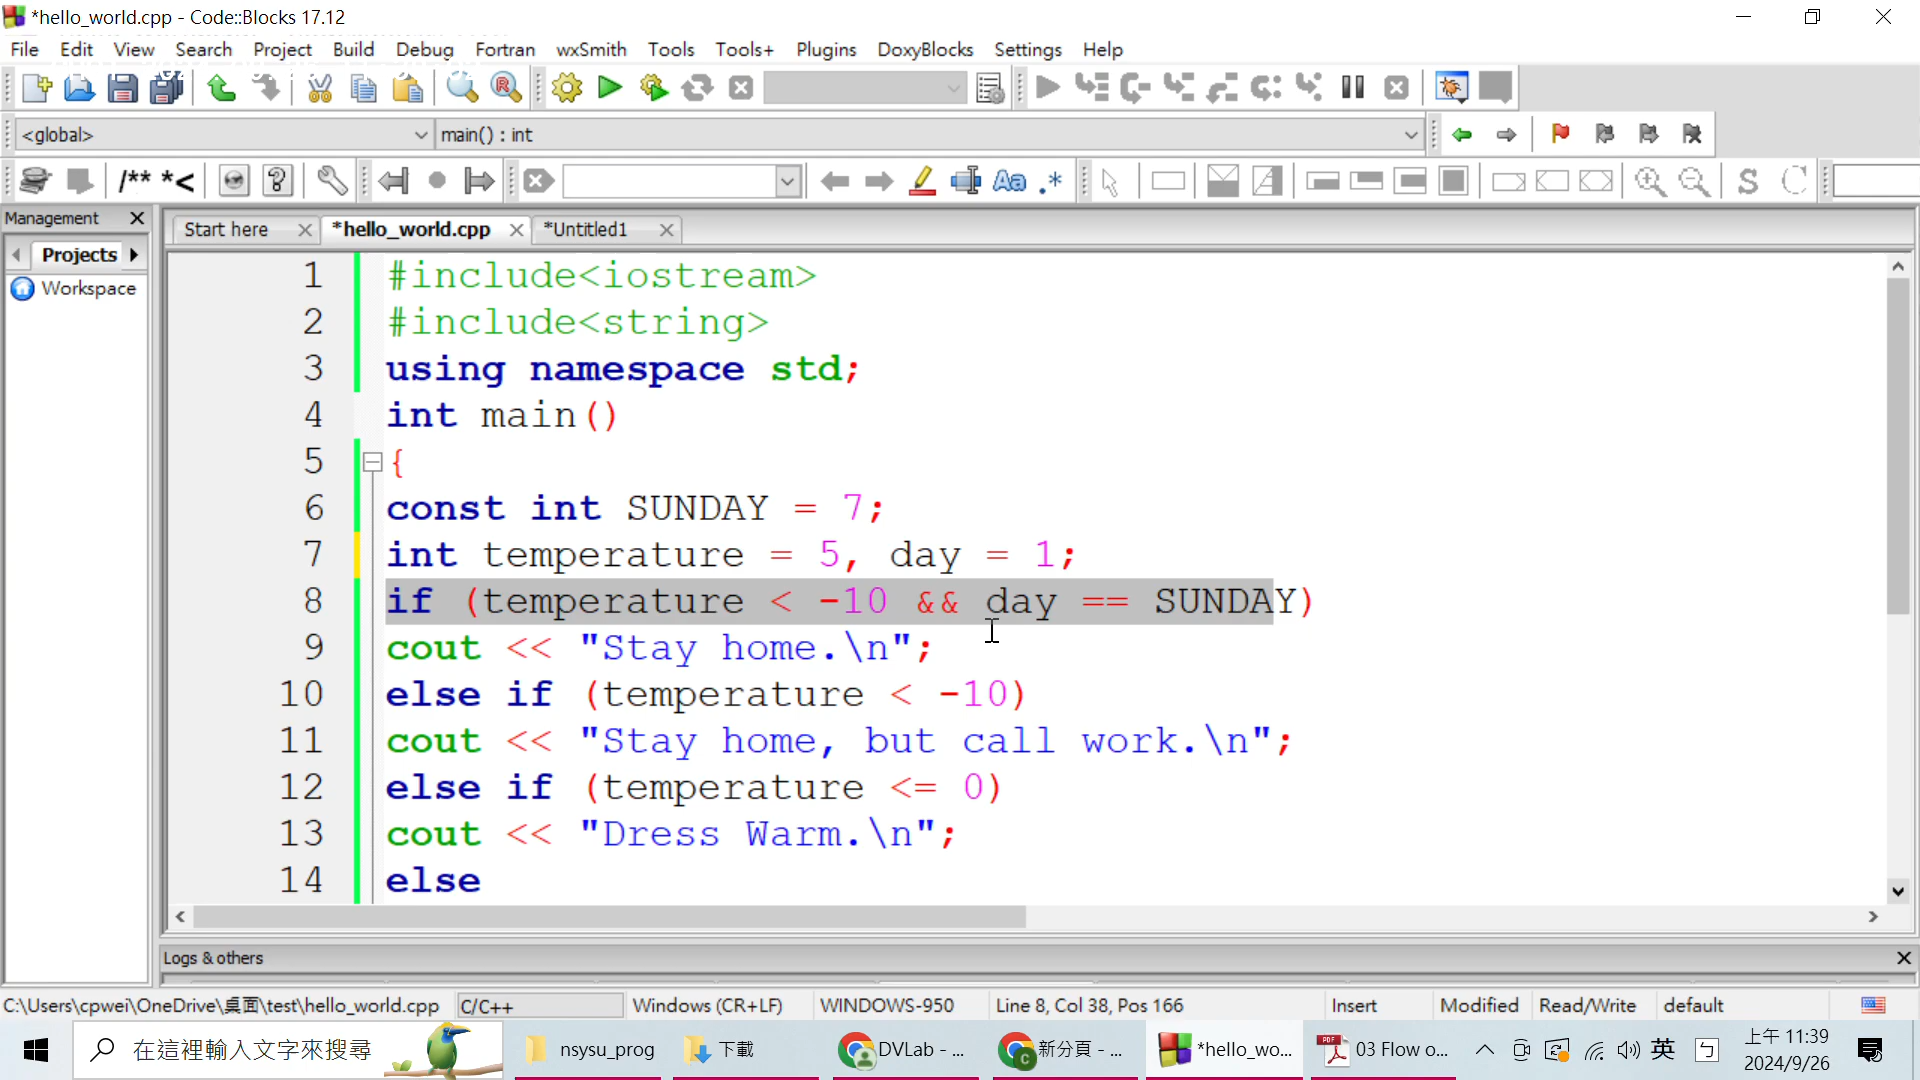 *hello_world.cpp - Code::Blocks 17.12
File Edit View Search Project Build Debug Fortran wxSmith Tools Tools+ Plugins DoxyBlocks Settings Help
<global> main() : int
/** *<
Aa .* S
Management
Start here *hello_world.cpp *Untitled1
Projects
Workspace
1 #include<iostream>
2 #include<string>
3 using namespace std;
4 int main()
5 {
6 const int SUNDAY = 7;
7 int temperature = 5, day = 1;
8 if (temperature < -10 && day == SUNDAY)
9 cout << "Stay home.\n";
10 else if (temperature < -10)
11 cout << "Stay home, but call work.\n";
12 else if (temperature <= 0)
13 cout << "Dress Warm.\n";
14 else
Logs & others
C:\Users\cpwei\OneDrive\桌面\test\hello_world.cpp C/C++ Windows (CR+LF) WINDOWS-950 Line 8, Col 38, Pos 166 Insert Modified Read/Write default
在這裡輸入文字來搜尋 nsysu_prog 下載 DVLab - ... 新分頁 - ... *hello_wo... 03 Flow o... 英 ㄅ 上午 11:39
2024/9/26